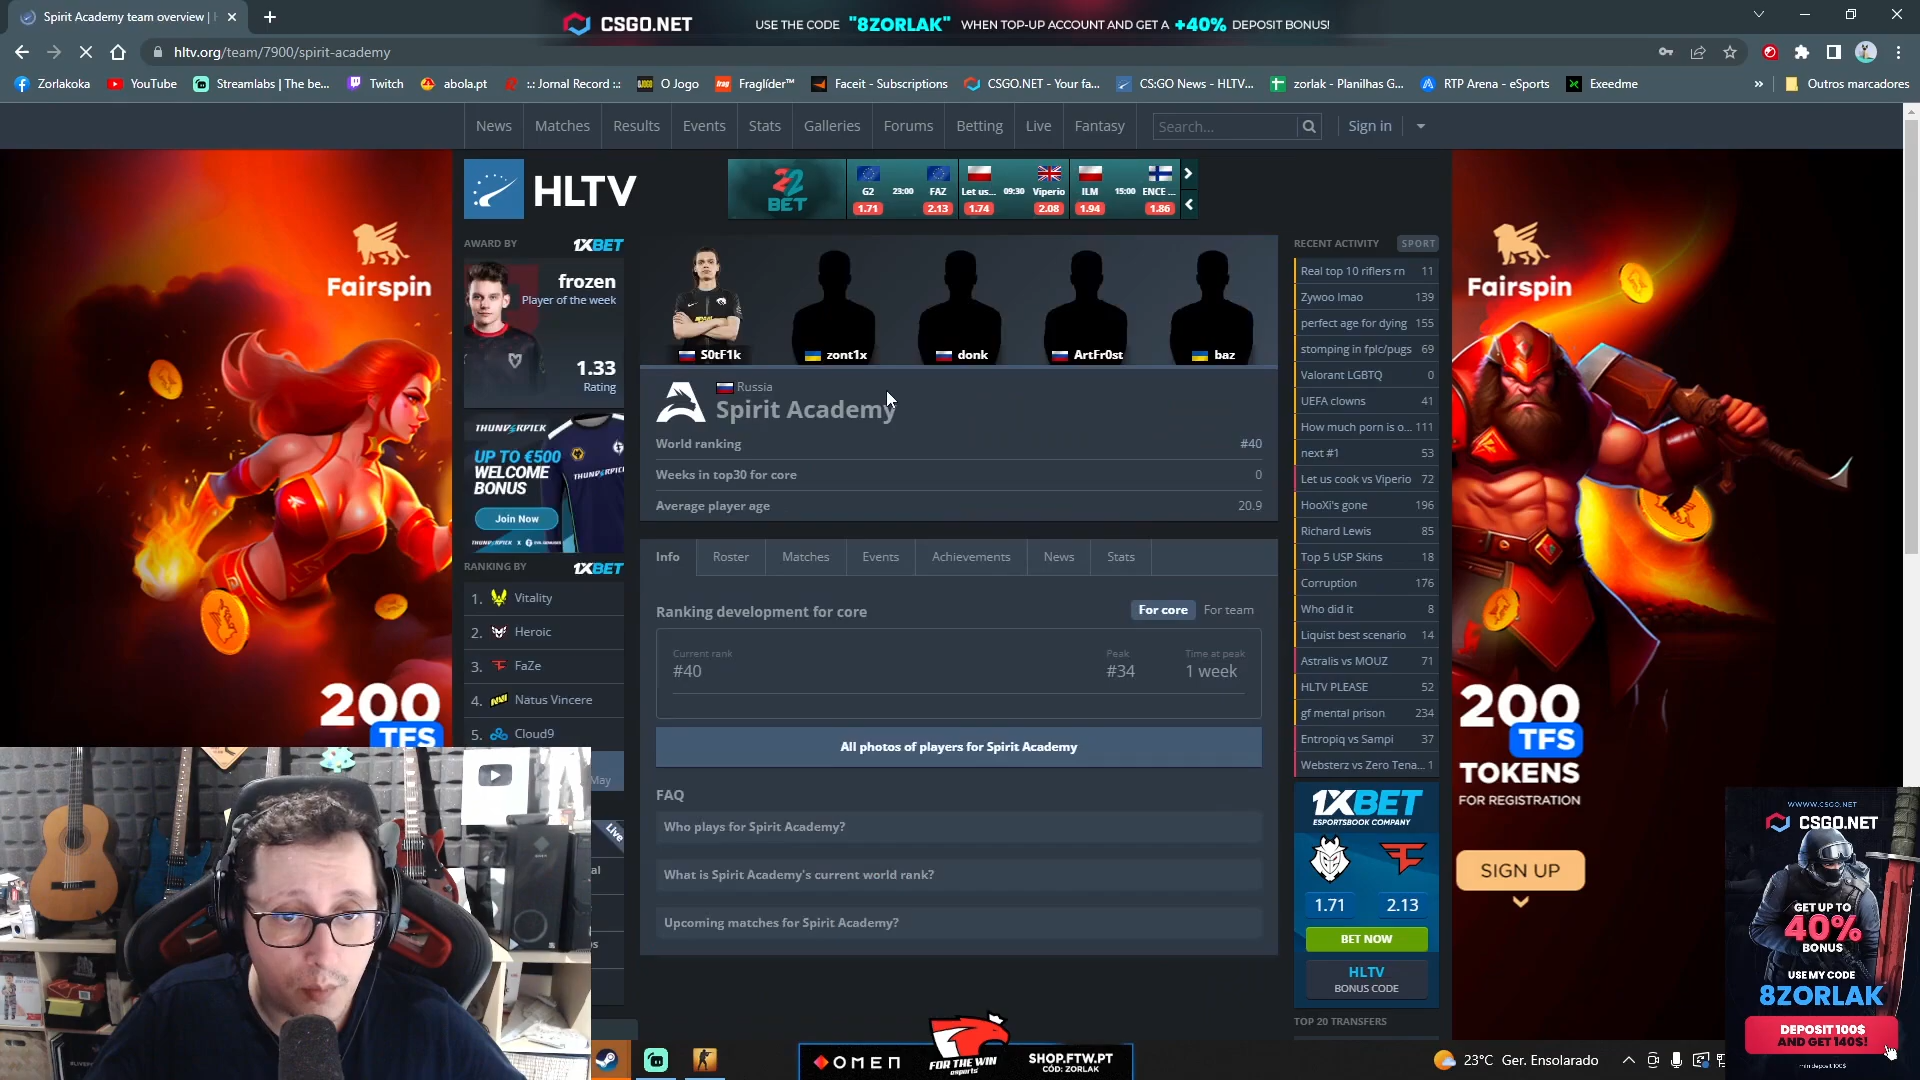 Spirit Academy team overview |
CSGO.NET
USE THE CODE "8ZORLAK" WHEN TOP-UP ACCOUNT AND GET A +40% DEPOSIT BONUS!
hltv.org/team/7900/spirit-academy
Zorlakoka
YouTube
Streamlabs | The be...
Twitch
abola.pt
.:: Jornal Record ::.
O Jogo
Fraglíder™
Faceit - Subscriptions
CSGO.NET - Your fa...
CS:GO News - HLTV...
zorlak - Planilhas G...
RTP Arena - eSports
Exeedme
»
Outros marcadores
News
Matches
Results
Events
Stats
Galleries
Forums
Betting
Live
Fantasy
Search...
Sign in
HLTV
22 BET
G2 23:00 FAZ
1.71 2.13
Let us... 09:30 Viperio
1.74 2.08
ILM 15:00 ENCE ...
1.94 1.86
AWARD BY 1XBET
frozen
Player of the week
1.33
Rating
THUNDERPICK
UP TO €500
WELCOME
BONUS
Join Now
RANKING BY 1XBET
1. Vitality
2. Heroic
3. FaZe
4. Natus Vincere
5. Cloud9
May
Live
S0tF1k
zont1x
donk
ArtFr0st
baz
Russia
Spirit Academy
World ranking #40
Weeks in top30 for core 0
Average player age 20.9
Info
Roster
Matches
Events
Achievements
News
Stats
Ranking development for core
For core
For team
Current rank
#40
Peak
#34
Time at peak
1 week
All photos of players for Spirit Academy
FAQ
Who plays for Spirit Academy?
What is Spirit Academy's current world rank?
Upcoming matches for Spirit Academy?
RECENT ACTIVITY SPORT
Real top 10 riflers rn 11
Zywoo lmao 139
perfect age for dying 155
stomping in fplc/pugs 69
Valorant LGBTQ 0
UEFA clowns 41
How much porn is o... 111
next #1 53
Let us cook vs Viperio 72
HooXi's gone 196
Richard Lewis 85
Top 5 USP Skins 18
Corruption 176
Who did it 8
Liquist best scenario 14
Astralis vs MOUZ 71
HLTV PLEASE 52
gf mental prison 234
Entropiq vs Sampi 37
Websterz vs Zero Tena... 1
1XBET
ESPORTSBOOK COMPANY
1.71 2.13
BET NOW
HLTV
BONUS CODE
TOP 20 TRANSFERS
Fairspin
200
TFS
Fairspin
200
TFS
TOKENS
FOR REGISTRATION
SIGN UP
WWW.CSGO.NET
CSGO.NET
GET UP TO
40%
BONUS
USE MY CODE
8ZORLAK
DEPOSIT 100$
AND GET 140$!
min deposit 100$
OMEN
FOR THE WIN
esports
SHOP.FTW.PT
CÓD: ZORLAK
23°C Ger. Ensolarado